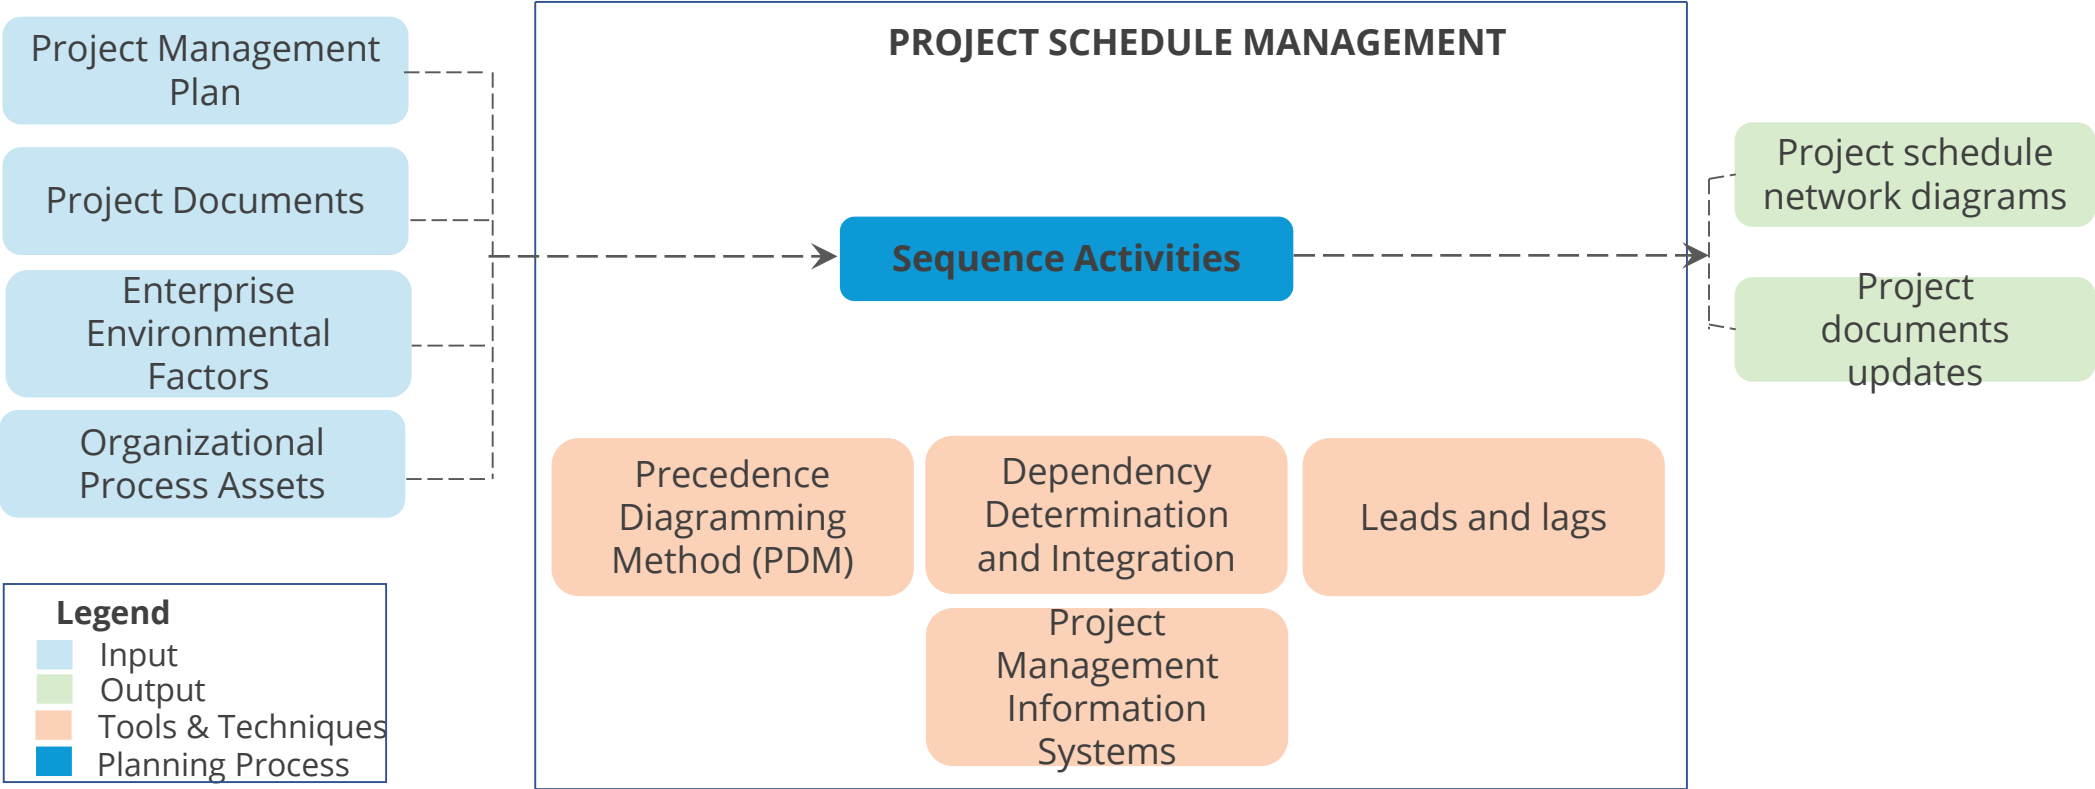 Project Management
Plan
Project Documents
Enterprise
Environmental
Factors
Organizational
Process Assets
Legend
Input
Output
Tools & Techniques
Planning Process
PROJECT SCHEDULE MANAGEMENT
Sequence Activities
Precedence
Diagramming
Method (PDM)
Dependency
Determination
and Integration
Leads and lags
Project
Management
Information
Systems
Project schedule
network diagrams
Project
documents
updates